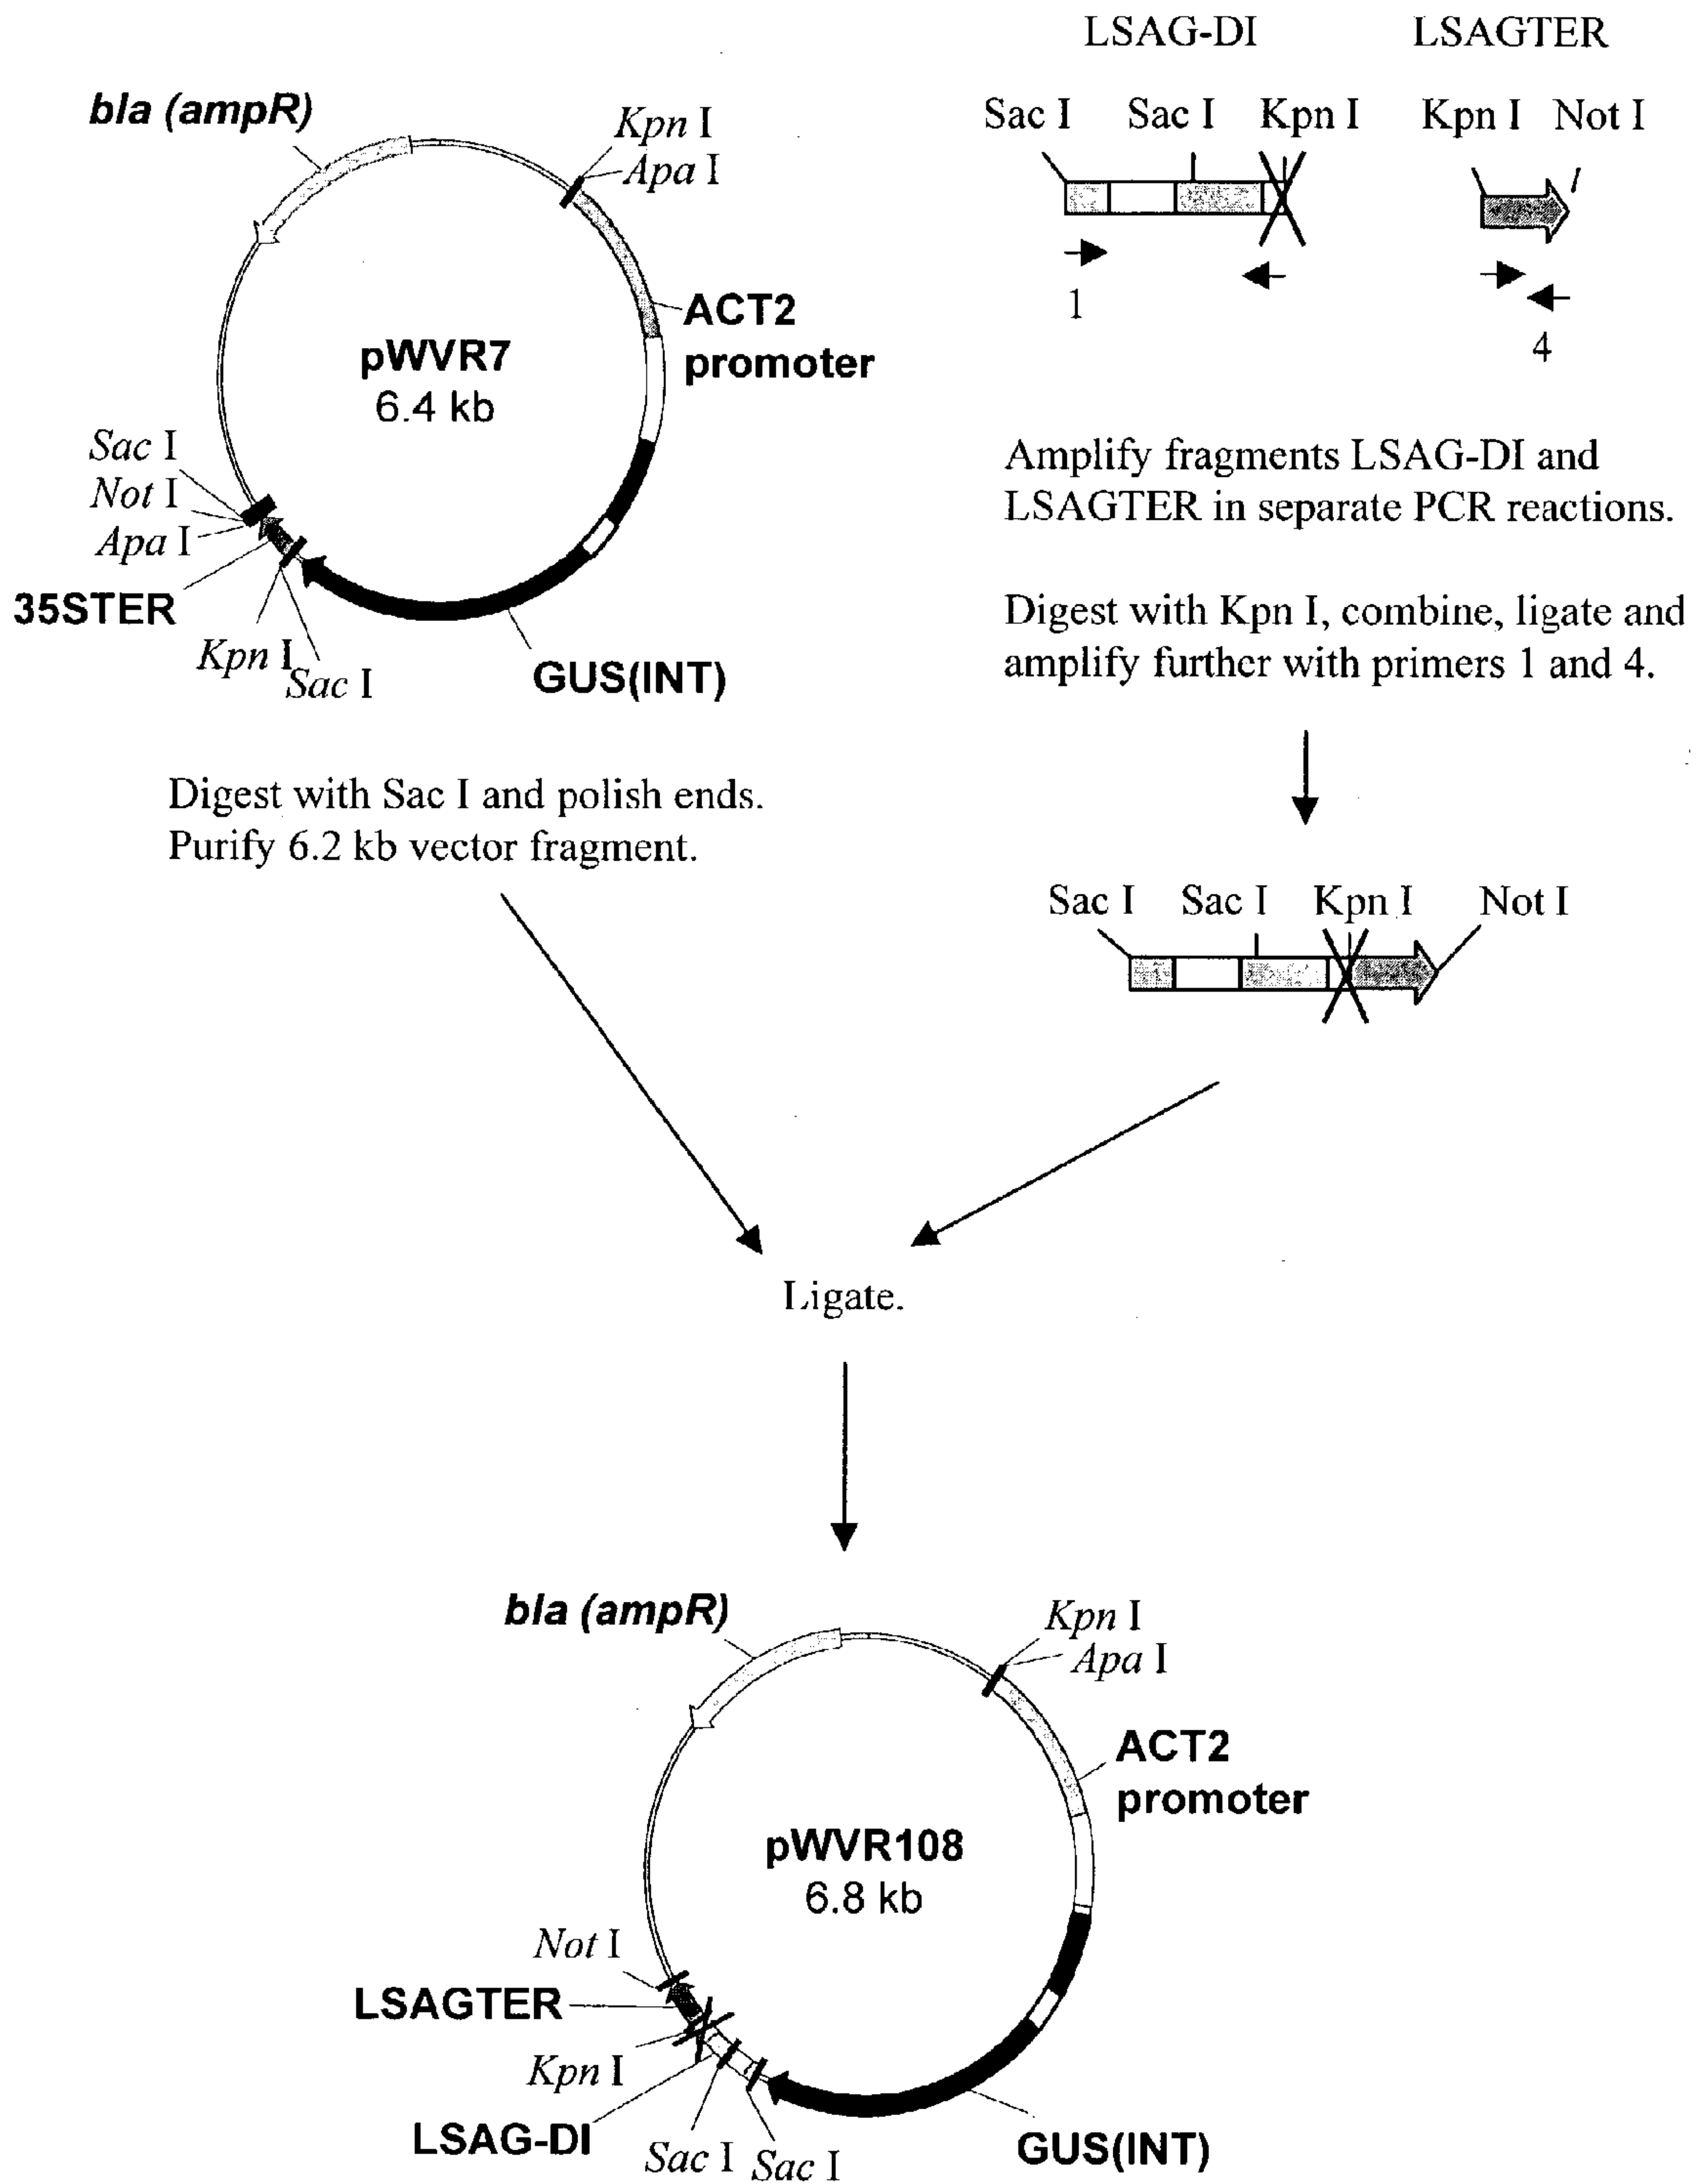 LSAG-DI LSAGTER
Sac I Sac I Kpn I Kpn I Not I
1
4
Amplify fragments LSAG-DI and
LSAGTER in separate PCR reactions.
Digest with Kpn I, combine, ligate and
amplify further with primers 1 and 4.
bla (ampR)
Kpn I
Apa I
ACT2
promoter
pWVR7
6.4 kb
Sac I
Not I
Apa I
35STER
Kpn I
Sac I
GUS(INT)
Digest with Sac I and polish ends.
Purify 6.2 kb vector fragment.
Sac I Sac I Kpn I Not I
Ligate.
bla (ampR)
Kpn I
Apa I
ACT2
promoter
pWVR108
6.8 kb
Not I
LSAGTER
Kpn I
LSAG-DI
Sac I Sac I
GUS(INT)